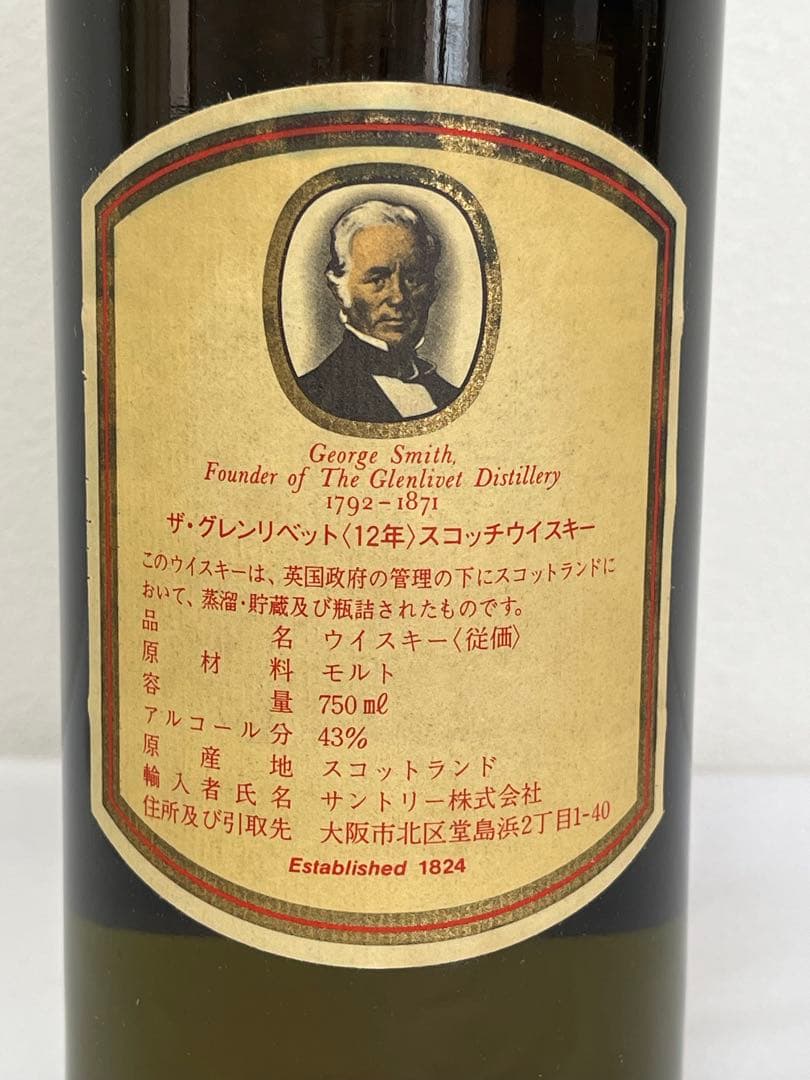 George Smith,
Founder of The Glenlivet Distillery
1792-1871
ザ・グレンリベット〈12年〉スコッチウイスキー
このウイスキーは、英国政府の管理の下にスコットランドに
おいて、蒸溜・貯蔵及び瓶詰されたものです。
品名 ウイスキー〈従価〉
原材料 モルト
容量 750mℓ
アルコール分 43%
原産地 スコットランド
輸入者氏名 サントリー株式会社
住所及び引取先 大阪市北区堂島浜2丁目1-40
Established 1824